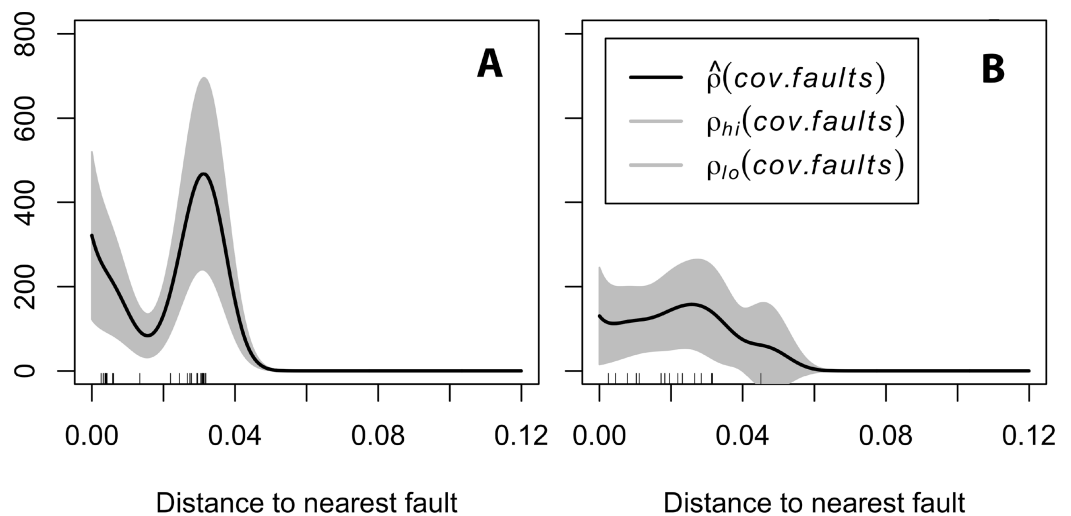 A
B
ρ̂(cov.faults)
ρhi(cov.faults)
ρlo(cov.faults)
800
600
400
200
0
0.00 0.04 0.08 0.12
0.00 0.04 0.08 0.12
Distance to nearest fault
Distance to nearest fault